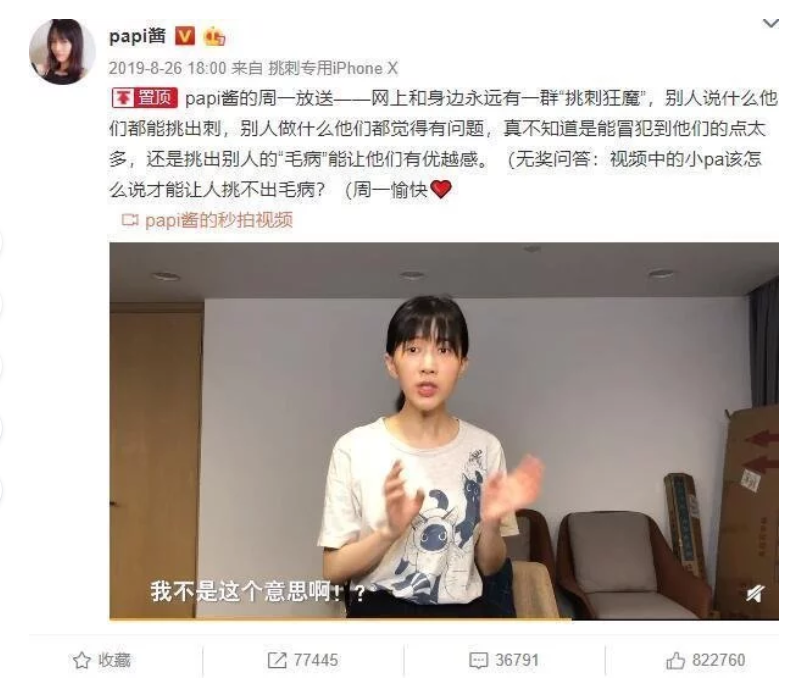 papi酱
2019-8-26 18:00 来自 挑刺专用iPhone X
置顶 papi酱的周一放送——网上和身边永远有一群“挑刺狂魔”，别人说什么他
们都能挑出刺，别人做什么他们都觉得有问题，真不知道是能冒犯到他们的点太
多，还是挑出别人的“毛病”能让他们有优越感。（无奖问答：视频中的小pa该怎
么说才能让人挑不出毛病？（周一愉快
papi酱的秒拍视频
我不是这个意思啊！？
收藏 77445 36791 822760